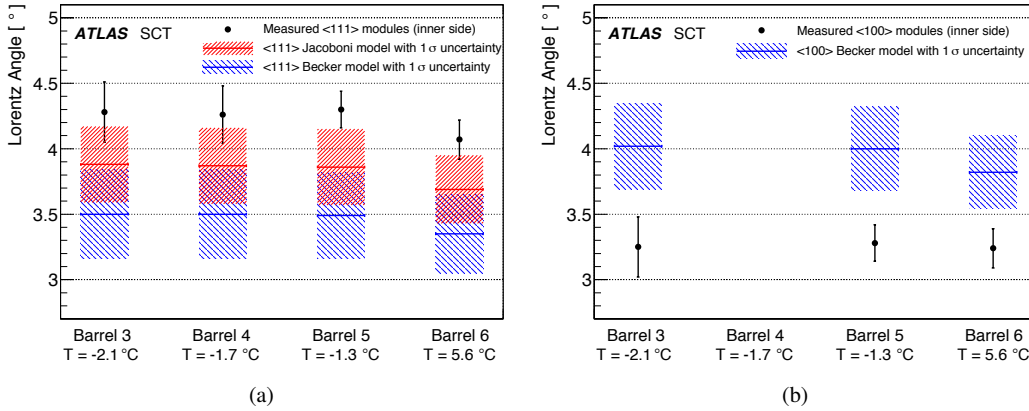 Lorentz Angle [ ° ]
5
4.5
4
3.5
3
ATLAS SCT
Measured <111> modules (inner side)
<111> Jacoboni model with 1 σ uncertainty
<111> Becker model with 1 σ uncertainty
Barrel 3 Barrel 4 Barrel 5 Barrel 6
T = -2.1 °C T = -1.7 °C T = -1.3 °C T = 5.6 °C
(a)
Lorentz Angle [ ° ]
5
4.5
4
3.5
3
ATLAS SCT
Measured <100> modules (inner side)
<100> Becker model with 1 σ uncertainty
Barrel 3 Barrel 4 Barrel 5 Barrel 6
T = -2.1 °C T = -1.7 °C T = -1.3 °C T = 5.6 °C
(b)